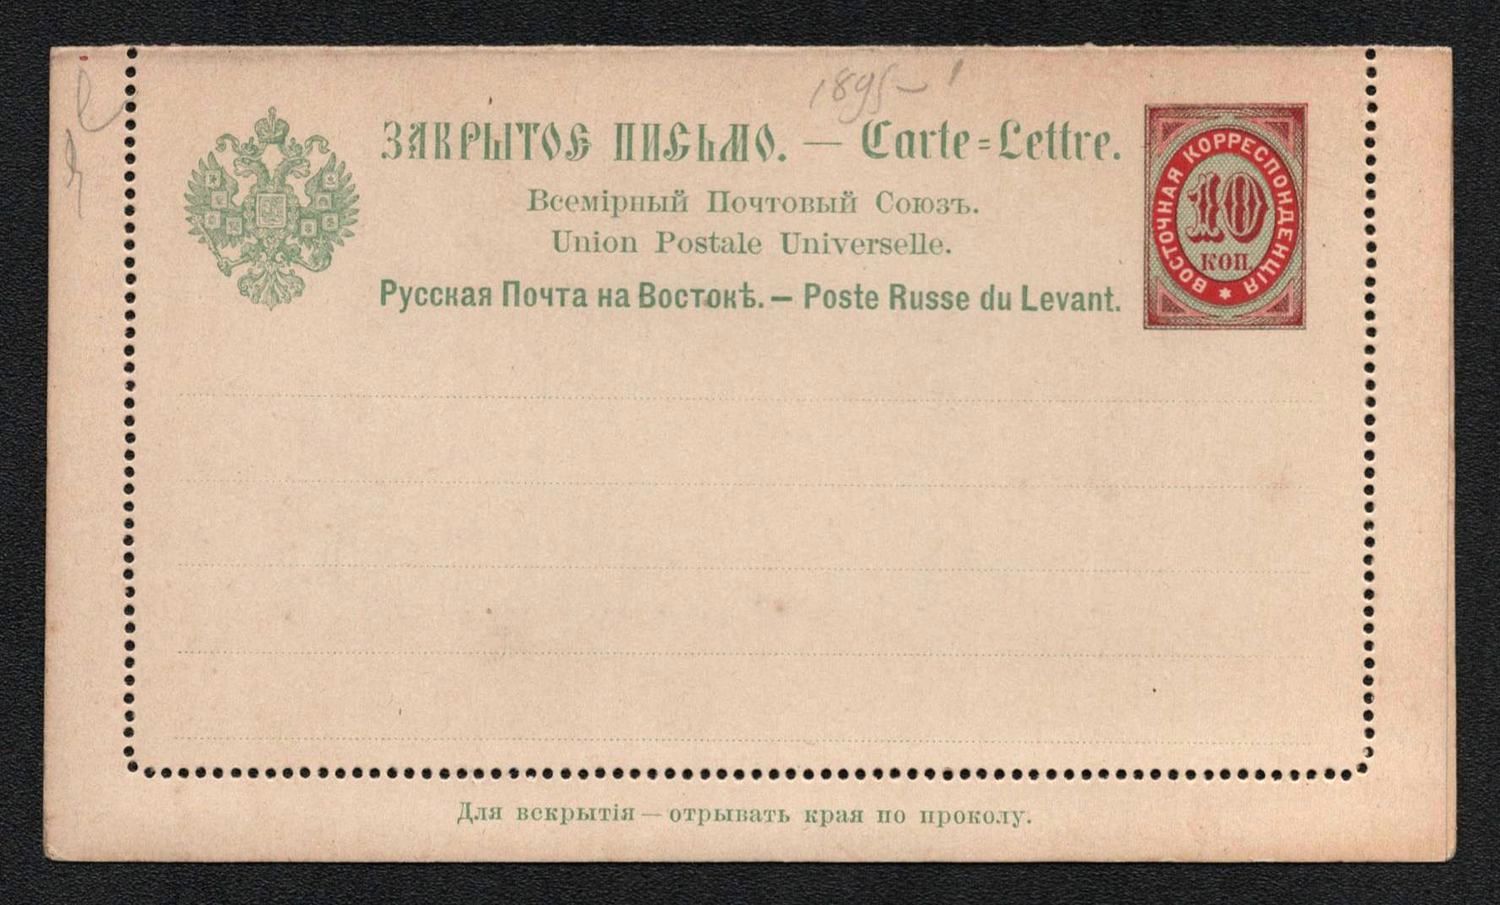 1895
ЗАКРЫТОЕ ПИСЬМО. — Carte=Lettre.
Всемірный Почтовый Союзъ.
Union Postale Universelle.
Русская Почта на Востокѣ. — Poste Russe du Levant.
ВОСТОЧНАЯ КОРРЕСПОНДЕНЦІЯ
10
КОП.
Для вскрытія — отрывать края по проколу.